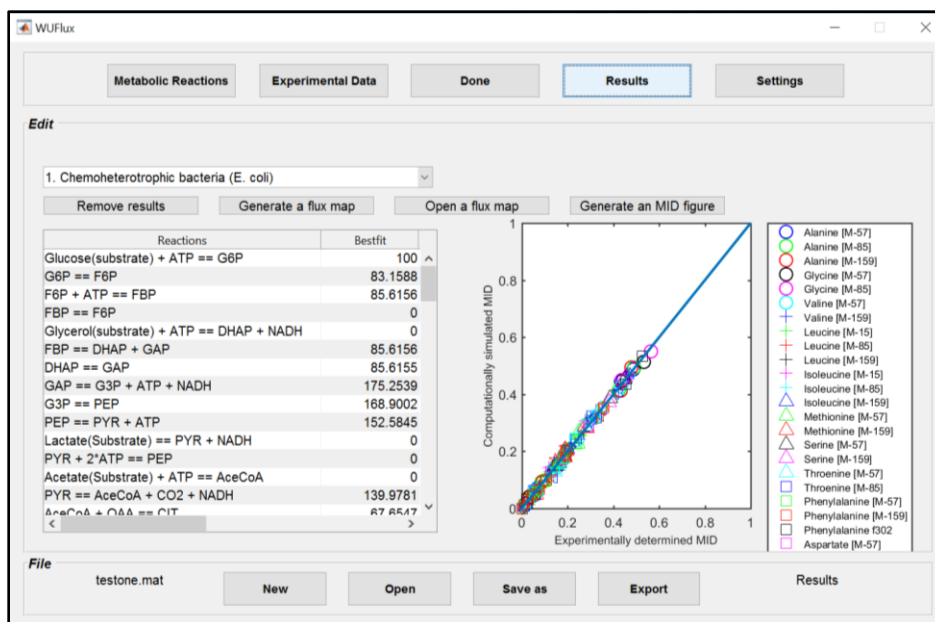 WUFlux
Metabolic Reactions Experimental Data Done Results Settings
Edit
1. Chemoheterotrophic bacteria (E. coli)
Remove results Generate a flux map Open a flux map Generate an MID figure
Reactions Bestfit
Glucose(substrate) + ATP == G6P 100
G6P == F6P 83.1588
F6P + ATP == FBP 85.6156
FBP == F6P 0
Glycerol(substrate) + ATP == DHAP + NADH 0
FBP == DHAP + GAP 85.6156
DHAP == GAP 85.6155
GAP == G3P + ATP + NADH 175.2539
G3P == PEP 168.9002
PEP == PYR + ATP 152.5845
Lactate(Substrate) == PYR + NADH 0
PYR + 2*ATP == PEP 0
Acetate(Substrate) + ATP == AceCoA 0
PYR == AceCoA + CO2 + NADH 139.9781
AceCoA + OAA == CIT 67.6547
Computationally simulated MID
1
0.8
0.6
0.4
0.2
0
0 0.2 0.4 0.6 0.8 1
Experimentally determined MID
Alanine [M-57]
Alanine [M-85]
Alanine [M-159]
Glycine [M-57]
Glycine [M-85]
Valine [M-57]
Valine [M-159]
Leucine [M-15]
Leucine [M-85]
Leucine [M-159]
Isoleucine [M-15]
Isoleucine [M-85]
Isoleucine [M-159]
Methionine [M-57]
Methionine [M-159]
Serine [M-57]
Serine [M-159]
Throenine [M-57]
Throenine [M-85]
Phenylalanine [M-57]
Phenylalanine [M-159]
Phenylalanine f302
Aspartate [M-57]
File
testone.mat New Open Save as Export Results